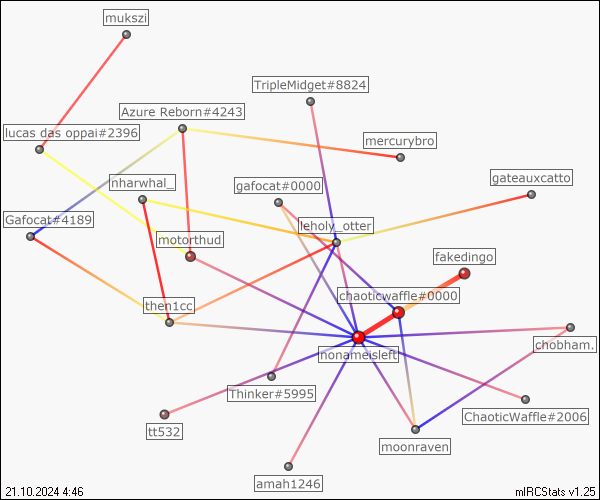 mukszi
TripleMidget#8824
Azure Reborn#4243
lucas das oppai#2396
mercurybro
nharwhal_
gafocat#0000
gateauxcatto
Gafocat#4189
leholy_otter
motorthud
fakedingo
chaoticwaffle#0000
then1cc
nonameisleft
chobham.
Thinker#5995
ChaoticWaffle#2006
tt532
moonraven
amah1246
21.10.2024 4:46
mIRCStats v1.25